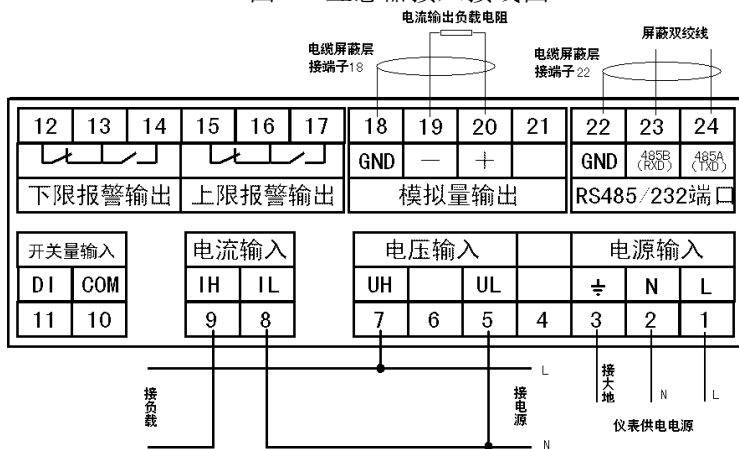 电流输出负载电阻
电缆屏蔽层
接端子18
电缆屏蔽层
接端子22
屏蔽双绞线
12 13 14 15 16 17 18 19 20 21 22 23 24
GND — + GND 485B (RXD) 485A (TXD)
下限报警输出 上限报警输出 模拟量输出 RS485/232端口
开关量输入 电流输入 电压输入 电源输入
DI COM IH IL UH UL ⏚ N L
11 10 9 8 7 6 5 4 3 2 1
接负载
L
接电源
N
接大地
N
L
仪表供电电源